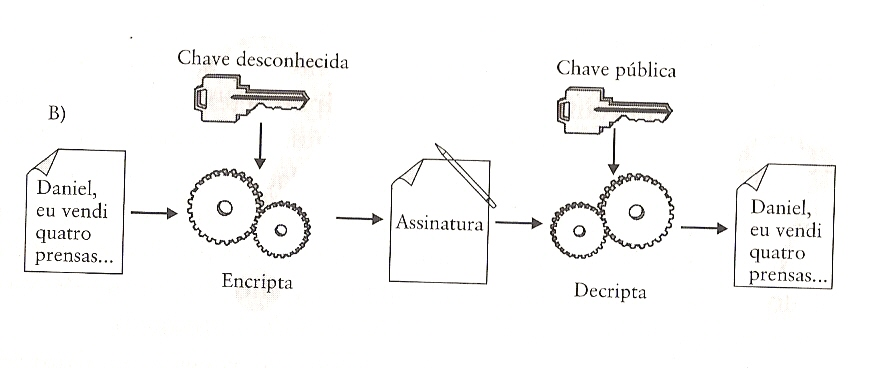 Chave desconhecida
Chave pública
B)
Daniel,
eu vendi
quatro
prensas...
Encripta
Assinatura
Decripta
Daniel,
eu vendi
quatro
prensas...